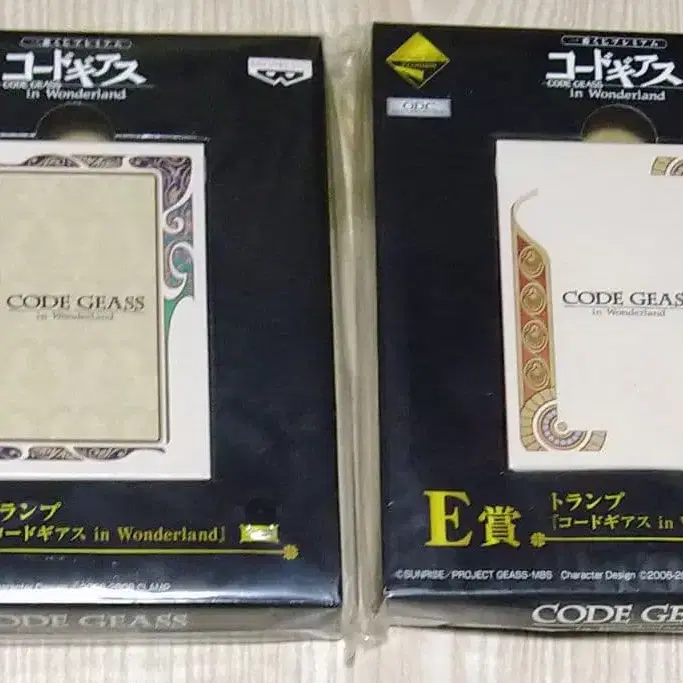 一番くじプレミアム
コードギアス
CODE GEASS
in Wonderland
CODE GEASS
in Wonderland
ランプ
コードギアス in Wonderland』
CLAMP
CODE GEASS
一番くじプレミアム
コードギアス
CODE GEASS
in Wonderland
CODE GEASS
in Wonderland
E賞
トランプ
『コードギアス in
©SUNRISE/PROJECT GEASS・MBS Character Design ©2006-20
CODE GEA